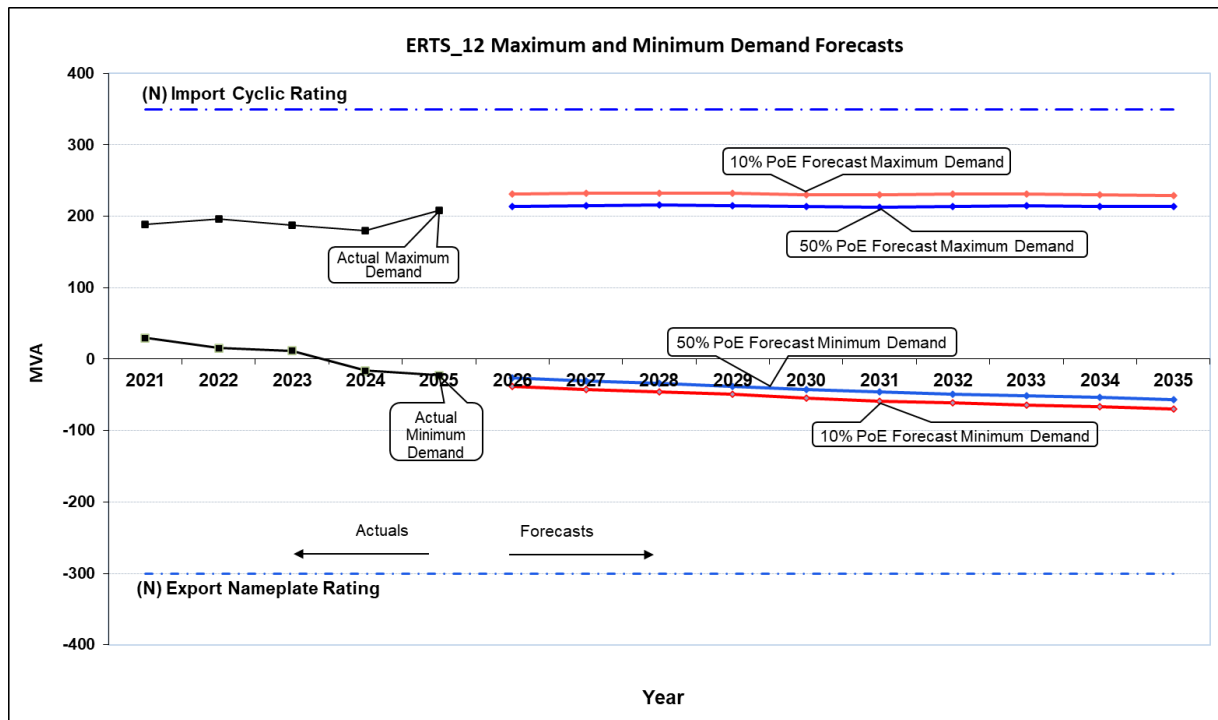 ERTS_12 Maximum and Minimum Demand Forecasts
400
(N) Import Cyclic Rating
300
10% PoE Forecast Maximum Demand
200
50% PoE Forecast Maximum Demand
Actual Maximum
Demand
100
50% PoE Forecast Minimum Demand
0
2021 2022 2023 2024 2025 2026 2027 2028 2029 2030 2031 2032 2033 2034 2035
MVA
Actual
Minimum
Demand
10% PoE Forecast Minimum Demand
-100
-200
Actuals
Forecasts
-300
(N) Export Nameplate Rating
-400
Year